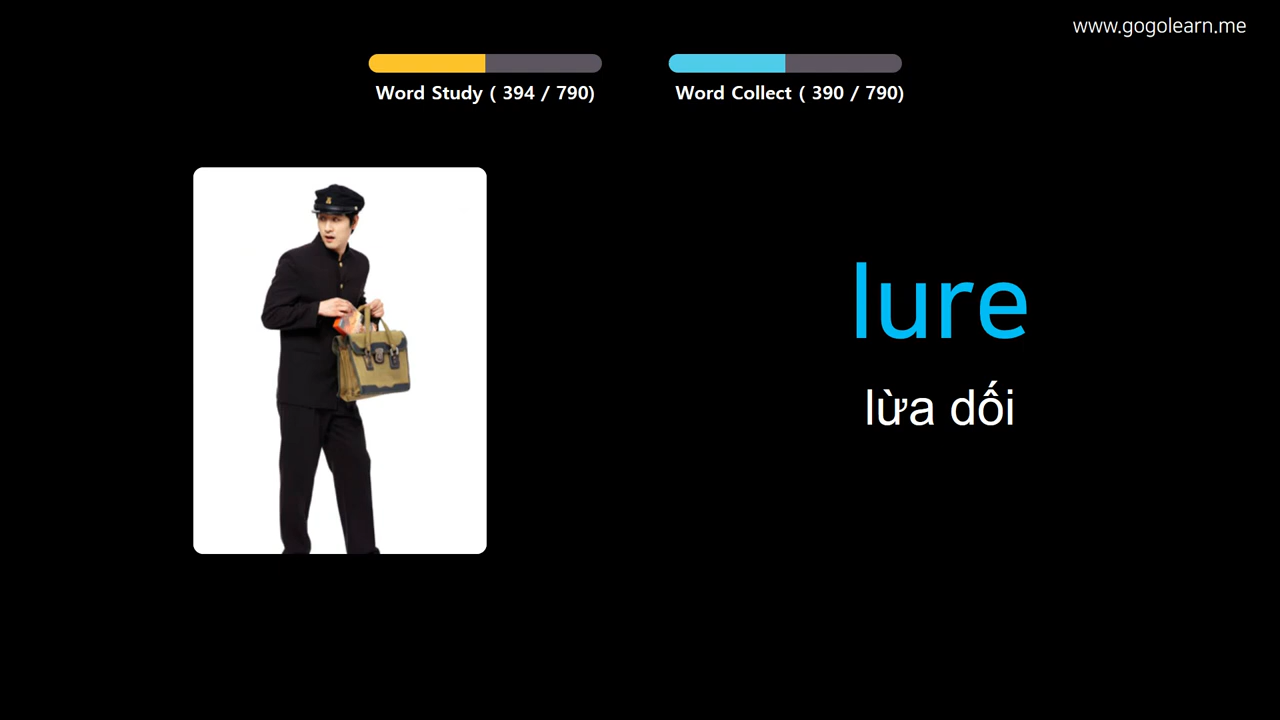 www.gogolearn.me
Word Study ( 394 / 790)
Word Collect ( 390 / 790)
lure
lừa dối